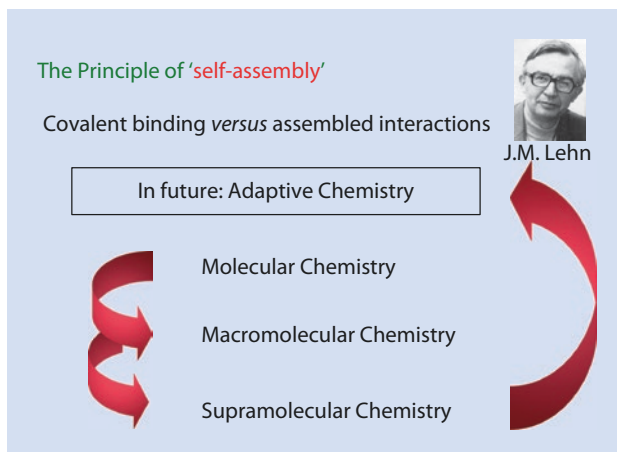 The Principle of ‘self-assembly’
Covalent binding versus assembled interactions
J.M. Lehn
In future: Adaptive Chemistry
Molecular Chemistry
Macromolecular Chemistry
Supramolecular Chemistry